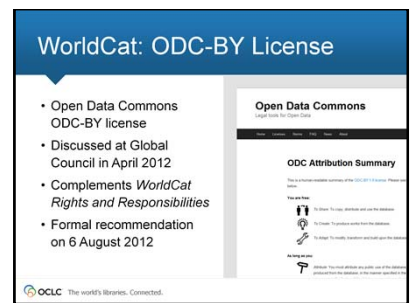 WorldCat: ODC-BY License
• Open Data Commons
ODC-BY license
• Discussed at Global
Council in April 2012
• Complements WorldCat
Rights and Responsibilities
• Formal recommendation
on 6 August 2012
Open Data Commons
Legal tools for Open Data
Home Licenses Norms FAQ News About
ODC Attribution Summary
This is a human-readable summary of the ODC-BY 1.0 license. Please see
below.
You are free:
To Share: To copy, distribute and use the database.
To Create: To produce works from the database.
To Adapt: To modify, transform and build upon the database.
As long as you:
Attribute: You must attribute any public use of the database,
produced from the database, in the manner specified in the
OCLC The world's libraries. Connected.